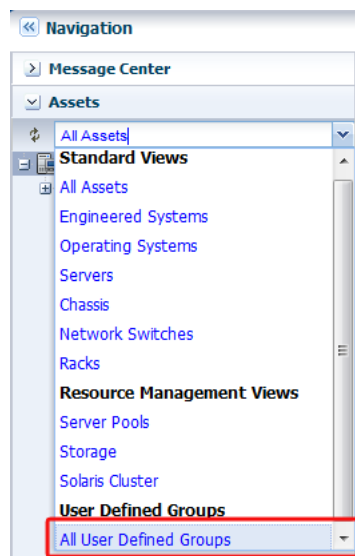 Navigation
Message Center
Assets
All Assets
Standard Views
All Assets
Engineered Systems
Operating Systems
Servers
Chassis
Network Switches
Racks
Resource Management Views
Server Pools
Storage
Solaris Cluster
User Defined Groups
All User Defined Groups